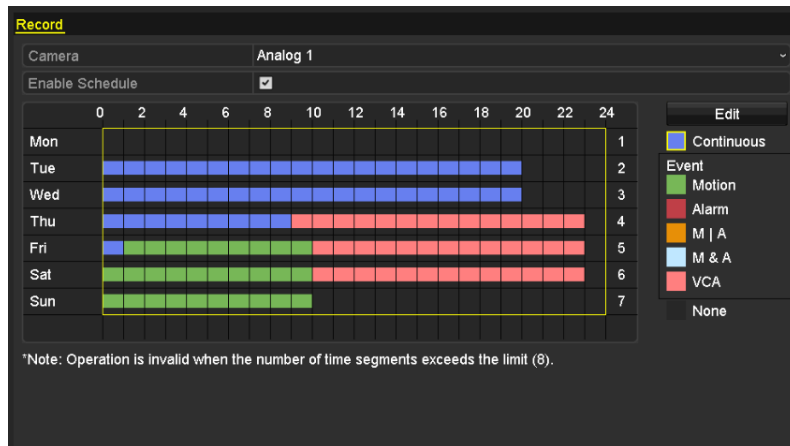 Record
Camera Analog 1
Enable Schedule
0 2 4 6 8 10 12 14 16 18 20 22 24
Edit
Mon 1
Continuous
Tue 2
Event
Motion
Wed 3
Alarm
Thu 4
M | A
Fri 5
M & A
Sat 6
VCA
Sun 7
None
*Note: Operation is invalid when the number of time segments exceeds the limit (8).